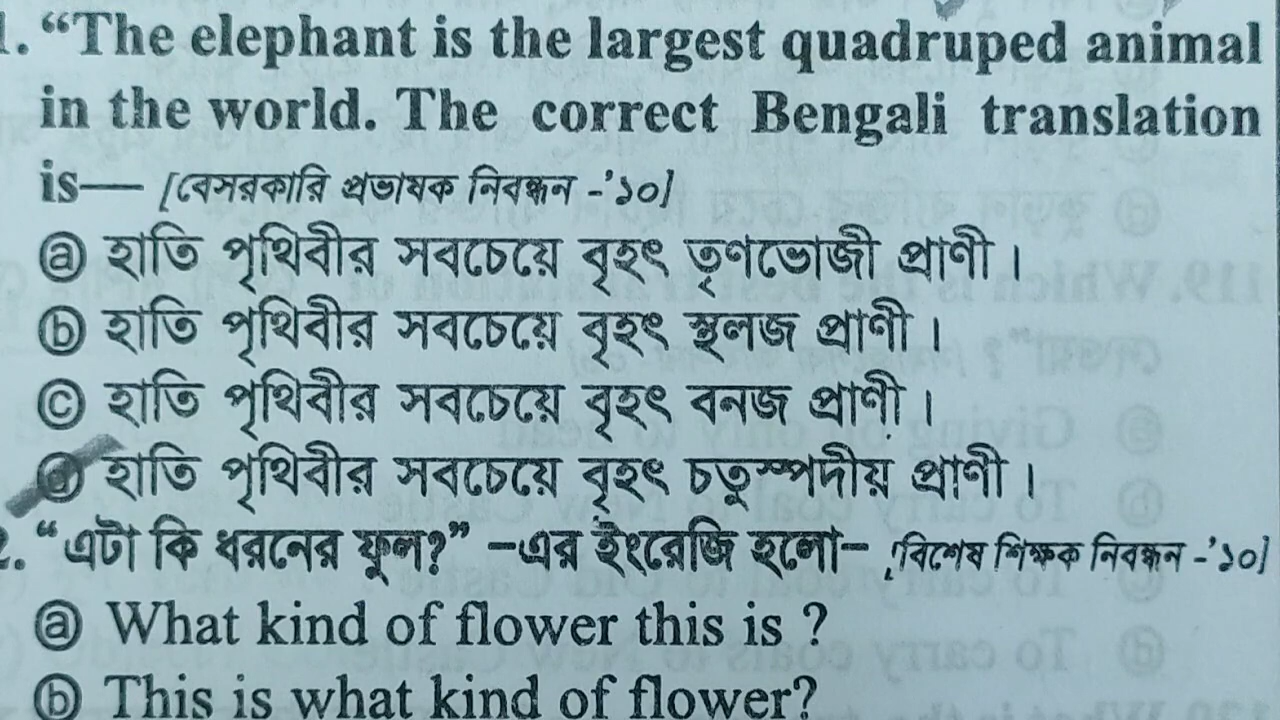 1. “The elephant is the largest quadruped animal
in the world. The correct Bengali translation
is— [বেসরকারি প্রভাষক নিবন্ধন -’১০]
ⓐ হাতি পৃথিবীর সবচেয়ে বৃহৎ তৃণভোজী প্রাণী।
ⓑ হাতি পৃথিবীর সবচেয়ে বৃহৎ স্থলজ প্রাণী।
ⓒ হাতি পৃথিবীর সবচেয়ে বৃহৎ বনজ প্রাণী।
ⓓ হাতি পৃথিবীর সবচেয়ে বৃহৎ চতুস্পদীয় প্রাণী।
2. “এটা কি ধরনের ফুল?” –এর ইংরেজি হলো– [বিশেষ শিক্ষক নিবন্ধন -’১০]
ⓐ What kind of flower this is ?
ⓑ This is what kind of flower?